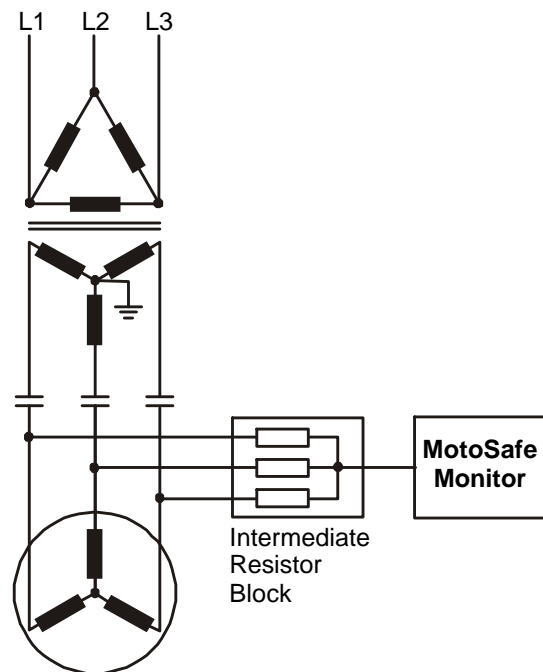 L1 L2 L3
MotoSafe
Monitor
Intermediate
Resistor
Block